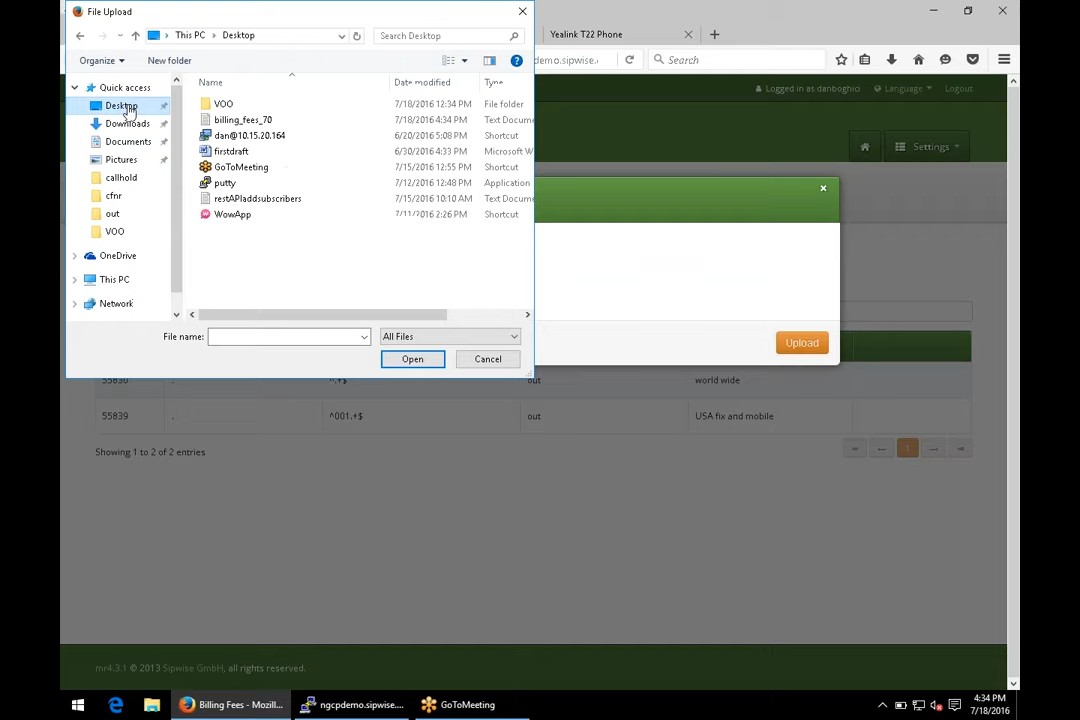 File Upload
This PC > Desktop
Search Desktop
Organize
New folder
Quick access
Desktop
Downloads
Documents
Pictures
callhold
cfnr
out
VOO
OneDrive
This PC
Network
Name
Date modified
Type
VOO 7/18/2016 12:34 PM File folder
billing_fees_70 7/18/2016 4:34 PM Text Docume
dan@10.15.20.164 6/20/2016 5:08 PM Shortcut
firstdraft 6/30/2016 4:33 PM Microsoft W
GoToMeeting 7/15/2016 12:55 PM Shortcut
putty 7/12/2016 12:48 PM Application
restAPIaddsubscribers 7/15/2016 10:10 AM Text Docume
WowApp 7/11/2016 2:26 PM Shortcut
File name:
All Files
Open
Cancel
Yealink T22 Phone
demo.sipwise.
Search
Logged in as danboghici
Language
Logout
Settings
Upload
55830 . ^.+$ out world wide
55839 . ^001.+$ out USA fix and mobile
Showing 1 to 2 of 2 entries
1
mr4.3.1 © 2013 Sipwise GmbH, all rights reserved.
Billing Fees - Mozill...
ngcpdemo.sipwise....
GoToMeeting
4:34 PM
7/18/2016